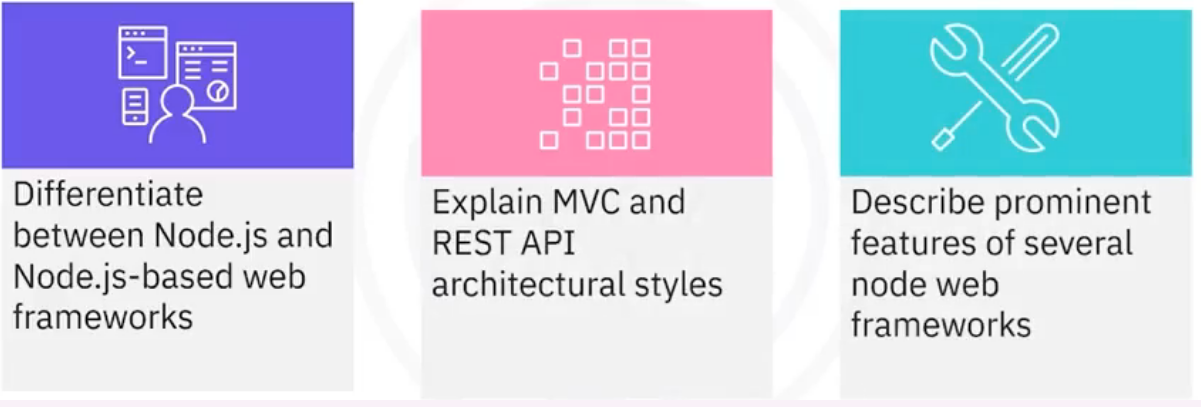 Differentiate
between Node.js and
Node.js-based web
frameworks
Explain MVC and
REST API
architectural styles
Describe prominent
features of several
node web
frameworks